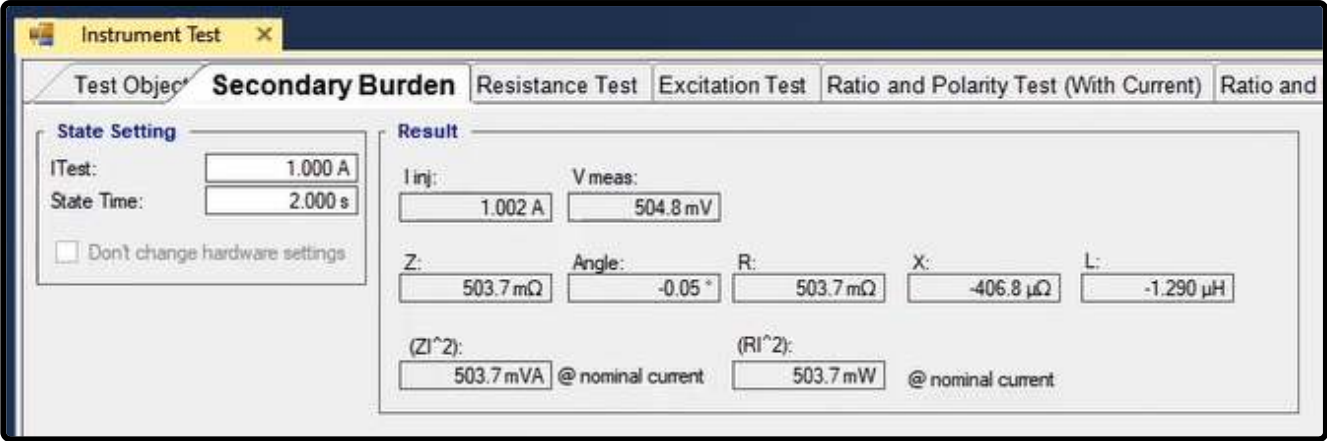 Instrument Test ×
Test Objec Secondary Burden Resistance Test Excitation Test Ratio and Polarity Test (With Current) Ratio and
State Setting
ITest: 1.000 A
State Time: 2.000 s
Don't change hardware settings
Result
I inj: V meas:
1.002 A 504.8 mV
Z: Angle: R: X: L:
503.7 mΩ -0.05 ° 503.7 mΩ -406.8 µΩ -1.290 µH
(ZI^2): (RI^2):
503.7 mVA @ nominal current 503.7 mW @ nominal current